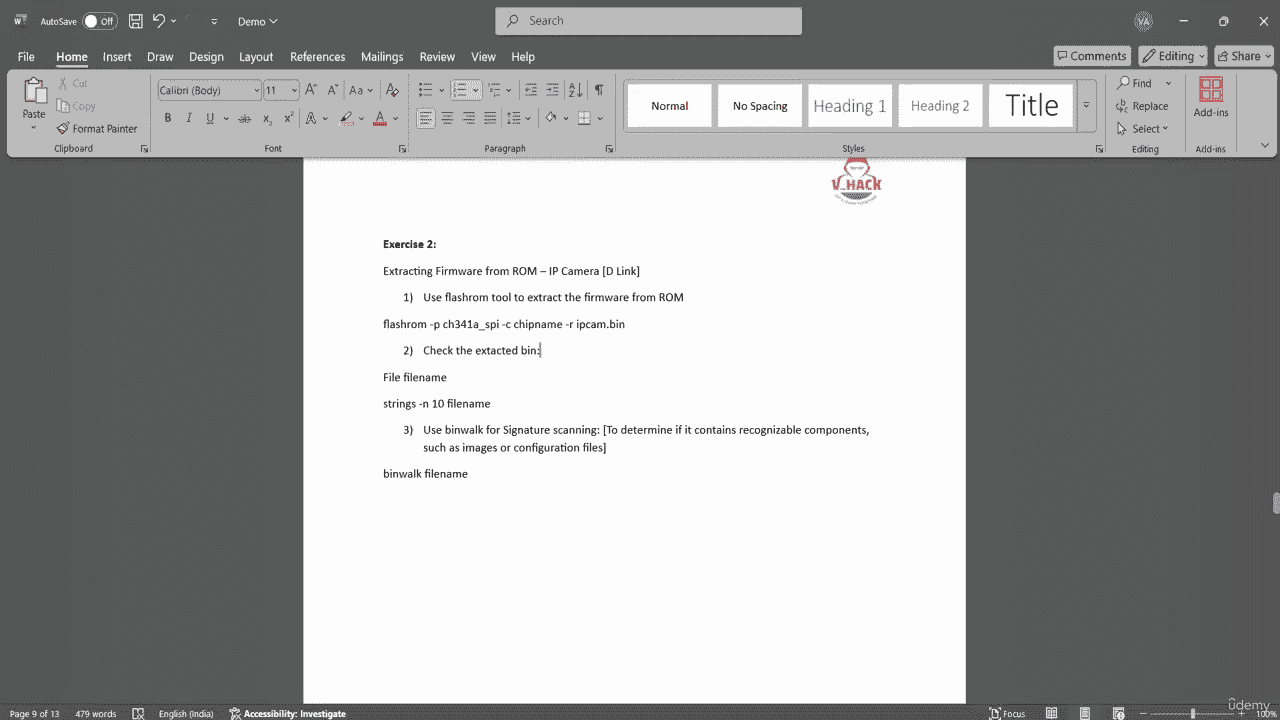 AutoSave Off Demo Search VA
File Home Insert Draw Design Layout References Mailings Review View Help Comments Editing Share
Paste Cut Copy Format Painter
Calibri (Body) 11
Normal No Spacing Heading 1 Heading 2 Title
Find Replace Select Add-ins
Clipboard Font Paragraph Styles Editing Add-ins
V_HACK
Exercise 2:
Extracting Firmware from ROM – IP Camera [D Link]
1) Use flashrom tool to extract the firmware from ROM
flashrom -p ch341a_spi -c chipname -r ipcam.bin
2) Check the extacted bin:
File filename
strings -n 10 filename
3) Use binwalk for Signature scanning: [To determine if it contains recognizable components,
such as images or configuration files]
binwalk filename
Udemy
Page 9 of 13 479 words English (India) Accessibility: Investigate Focus 100%